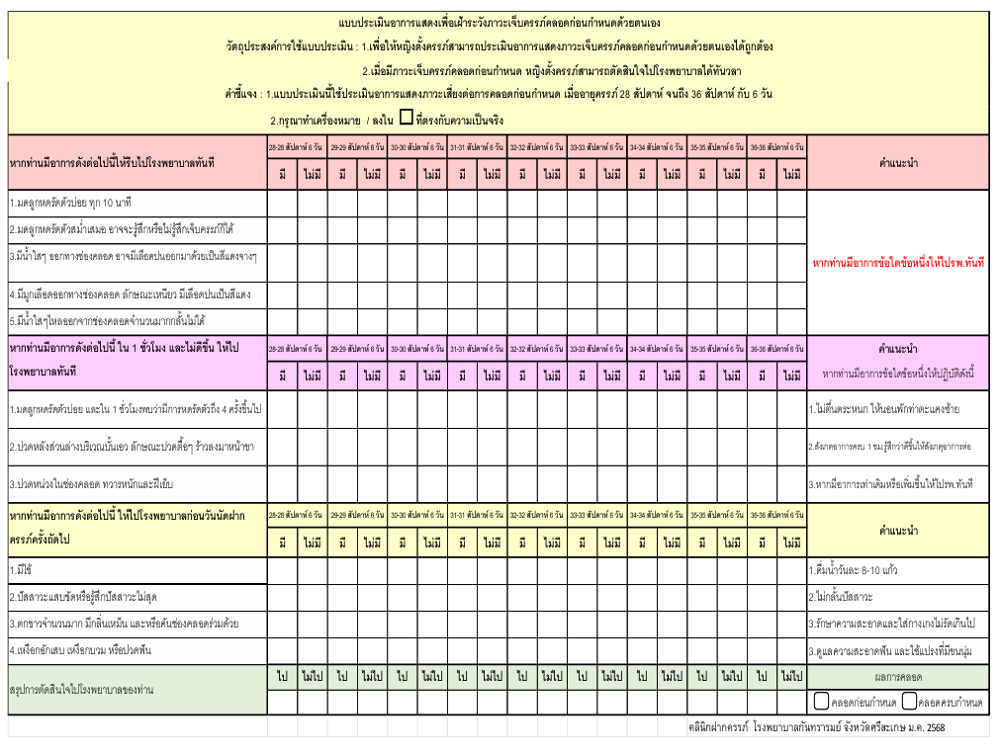 แบบประเมินอาการแสดงเพื่อเฝ้าระวังภาวะเจ็บครรภ์คลอดก่อนกำหนดด้วยตนเอง
วัตถุประสงค์การใช้แบบประเมิน : 1.เพื่อให้หญิงตั้งครรภ์สามารถประเมินอาการแสดงภาวะเจ็บครรภ์คลอดก่อนกำหนดด้วยตนเองได้ถูกต้อง
2.เมื่อมีภาวะเจ็บครรภ์คลอดก่อนกำหนด หญิงตั้งครรภ์สามารถตัดสินใจไปโรงพยาบาลได้ทันวลา
คำชี้แจง : 1.แบบประเมินนี้ใช้ประเมินอาการแสดงภาวะเสี่ยงต่อการคลอดก่อนกำหนด เมื่ออายุครรภ์ 28 สัปดาห์ จนถึง 36 สัปดาห์ กับ 6 วัน
2.กรุณาทำเครื่องหมาย / ลงใน ที่ตรงกับความเป็นจริง
หากท่านมีอาการดังต่อไปนี้ให้รีบไปโรงพยาบาลทันที
28-28 สัปดาห์ 6 วัน 29-29 สัปดาห์ 6 วัน 30-30 สัปดาห์ 6 วัน 31-31 สัปดาห์ 6 วัน 32-32 สัปดาห์ 6 วัน 33-33 สัปดาห์ 6 วัน 34-34 สัปดาห์ 6 วัน 35-35 สัปดาห์ 6 วัน 36-36 สัปดาห์ 6 วัน
คำแนะนำ
มี ไม่มี มี ไม่มี มี ไม่มี มี ไม่มี มี ไม่มี มี ไม่มี มี ไม่มี มี ไม่มี มี ไม่มี
1.มดลูกหดรัดตัวบ่อย ทุก 10 นาที
2.มดลูกหดรัดตัวสม่ำเสมอ อาจจะรู้สึกหรือไม่รู้สึกเจ็บครรภ์ก็ได้
3.มีน้ำใสๆ ออกทางช่องคลอด อาจมีเลือดปนออกมาด้วยเป็นสีแดงจางๆ
หากท่านมีอาการข้อใดข้อหนึ่งให้ไปรพ.ทันที
4.มีมูกเลือดออกทางช่องคลอด ลักษณะเหนียว มีเลือดปนเป็นสีแดง
5.มีน้ำใสๆไหลออกจากช่องคลอดจำนวนมากกลั้นไม่ได้
หากท่านมีอาการดังต่อไปนี้ ใน 1 ชั่วโมง และไม่ดีขึ้น ให้ไป
โรงพยาบาลทันที
28-28 สัปดาห์ 6 วัน 29-29 สัปดาห์ 6 วัน 30-30 สัปดาห์ 6 วัน 31-31 สัปดาห์ 6 วัน 32-32 สัปดาห์ 6 วัน 33-33 สัปดาห์ 6 วัน 34-34 สัปดาห์ 6 วัน 35-35 สัปดาห์ 6 วัน 36-36 สัปดาห์ 6 วัน
คำแนะนำ
มี ไม่มี มี ไม่มี มี ไม่มี มี ไม่มี มี ไม่มี มี ไม่มี มี ไม่มี มี ไม่มี มี ไม่มี
หากท่านมีอาการข้อใดข้อหนึ่งให้ปฏิบัติดังนี้
1.มดลูกหดรัดตัวบ่อย และใน 1 ชั่วโมงพบว่ามีการหดรัดตัวถึง 4 ครั้งขึ้นไป
1.ไม่ตื่นตระหนก ให้นอนพักท่าตะแคงซ้าย
2.ปวดหลังส่วนล่างบริเวณบั้นเอว ลักษณะปวดตื้อๆ ร้าวลงมาหน้าขา
2.สังเกตอาการครบ 1 ชม.รู้สึกว่าดีขึ้นให้สังเกตุอาการต่อ
3.ปวดหน่วงในช่องคลอด ทวารหนักและฝีเย็บ
3.หากมีอาการเท่าเดิมหรือเพิ่มขึ้นให้ไปรพ.ทันที
หากท่านมีอาการดังต่อไปนี้ ให้ไปโรงพยาบาลก่อนวันนัดฝาก
ครรภ์ครั้งถัดไป
28-28 สัปดาห์ 6 วัน 29-29 สัปดาห์ 6 วัน 30-30 สัปดาห์ 6 วัน 31-31 สัปดาห์ 6 วัน 32-32 สัปดาห์ 6 วัน 33-33 สัปดาห์ 6 วัน 34-34 สัปดาห์ 6 วัน 35-35 สัปดาห์ 6 วัน 36-36 สัปดาห์ 6 วัน
คำแนะนำ
มี ไม่มี มี ไม่มี มี ไม่มี มี ไม่มี มี ไม่มี มี ไม่มี มี ไม่มี มี ไม่มี มี ไม่มี
1.มีไข้
1.ดื่มน้ำวันละ 8-10 แก้ว
2.ปัสสาวะแสบขัดหรือรู้สึกปัสสาวะไม่สุด
2.ไม่กลั้นปัสสาวะ
3.ตกขาวจำนวนมาก มีกลิ่นเหม็น และหรือคันช่องคลอดร่วมด้วย
3.รักษาความสะอาดและใส่กางเกงไม่รัดเกินไป
4.เหงือกอักเสบ เหงือกบวม หรือปวดฟัน
3.ดูแลความสะอาดฟัน และใช้แปรงที่มีขนนุ่ม
สรุปการตัดสินใจไปโรงพยาบาลของท่าน
ไป ไม่ไป ไป ไม่ไป ไป ไม่ไป ไป ไม่ไป ไป ไม่ไป ไป ไม่ไป ไป ไม่ไป ไป ไม่ไป ไป ไม่ไป
ผลการคลอด
คลอดก่อนกำหนด คลอดครบกำหนด
คลินิกฝากครรภ์ โรงพยาบาลกันทรารมย์ จังหวัดศรีสะเกษ ม.ค. 2568